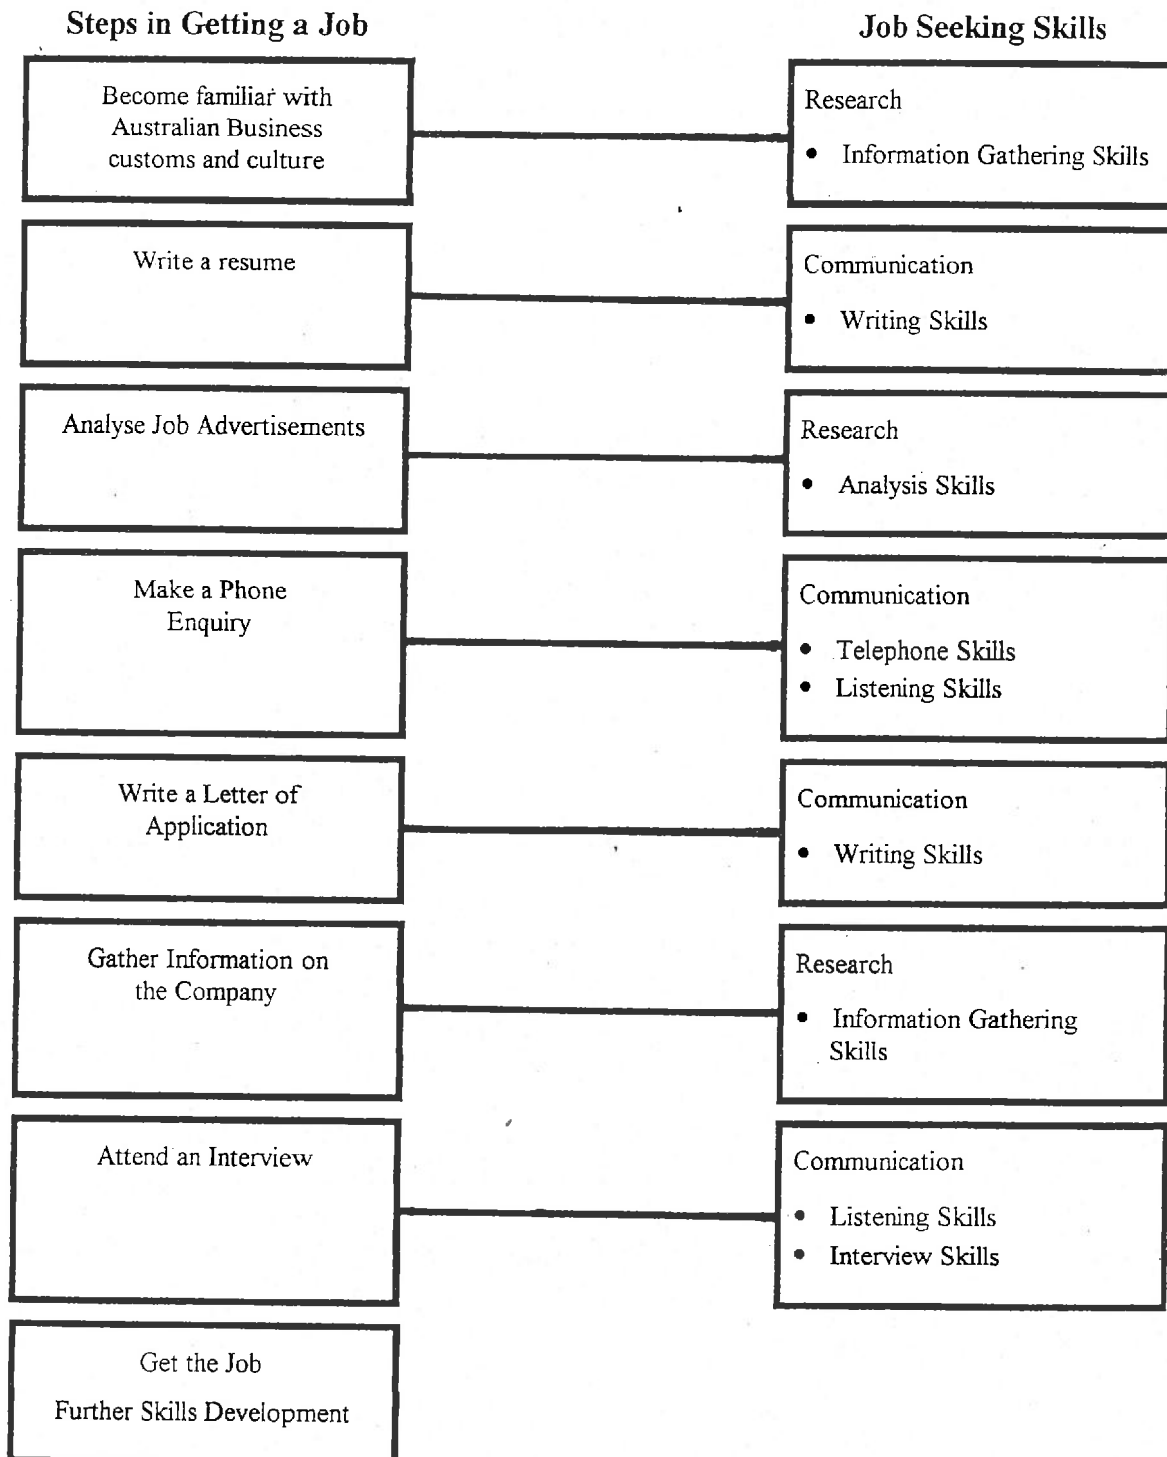 Steps in Getting a Job
Job Seeking Skills
Become familiar with
Australian Business
customs and culture
Research
• Information Gathering Skills
Write a resume
Communication
• Writing Skills
Analyse Job Advertisements
Research
• Analysis Skills
Make a Phone
Enquiry
Communication
• Telephone Skills
• Listening Skills
Write a Letter of
Application
Communication
• Writing Skills
Gather Information on
the Company
Research
• Information Gathering
Skills
Attend an Interview
Communication
• Listening Skills
• Interview Skills
Get the Job
Further Skills Development